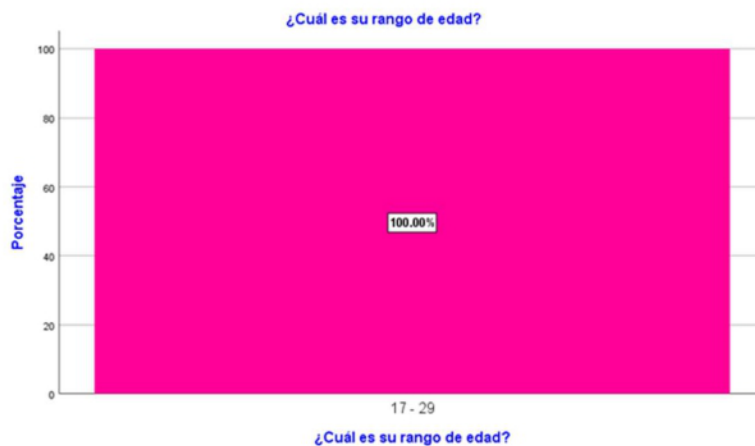 ¿Cuál es su rango de edad?
100
80
60
40
20
0
Porcentaje
100.00%
17 - 29
¿Cuál es su rango de edad?